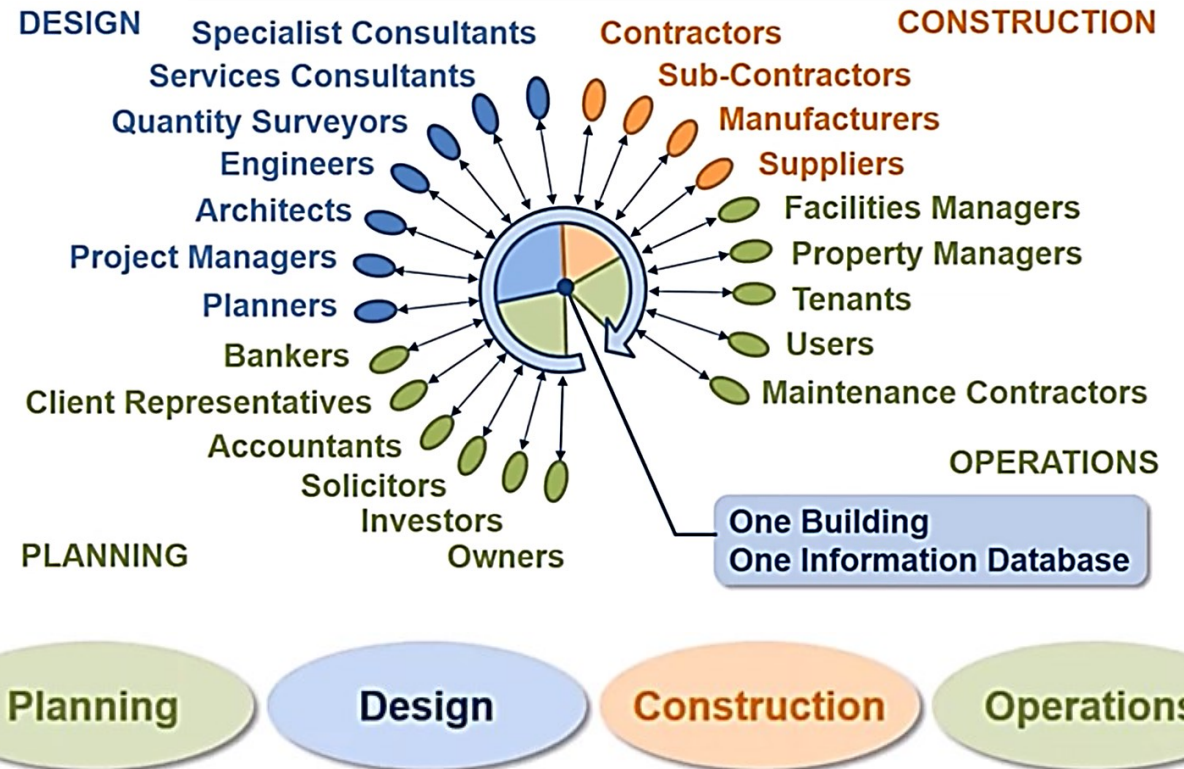 DESIGN
Specialist Consultants
Services Consultants
Quantity Surveyors
Engineers
Architects
Project Managers
Planners
Bankers
Client Representatives
Accountants
Solicitors
Investors
Owners
PLANNING
CONSTRUCTION
Contractors
Sub-Contractors
Manufacturers
Suppliers
Facilities Managers
Property Managers
Tenants
Users
Maintenance Contractors
OPERATIONS
One Building
One Information Database
Planning
Design
Construction
Operations